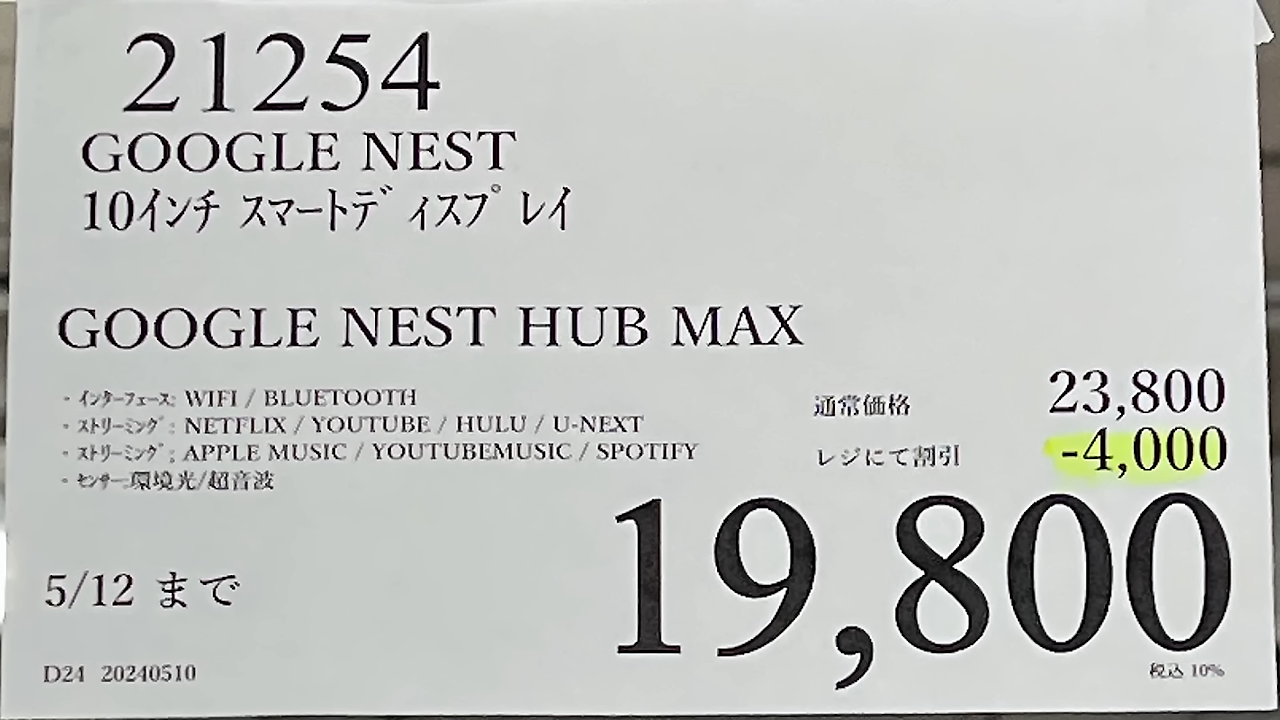 21254
GOOGLE NEST
10インチ スマートディスプレイ
GOOGLE NEST HUB MAX
・インターフェース: WIFI / BLUETOOTH
・ストリーミング: NETFLIX / YOUTUBE / HULU / U-NEXT
・ストリーミング; APPLE MUSIC / YOUTUBEMUSIC / SPOTIFY
・センサー:環境光/超音波
通常価格 23,800
レジにて割引 -4,000
19,800
5/12 まで
D24 20240510
税込 10%